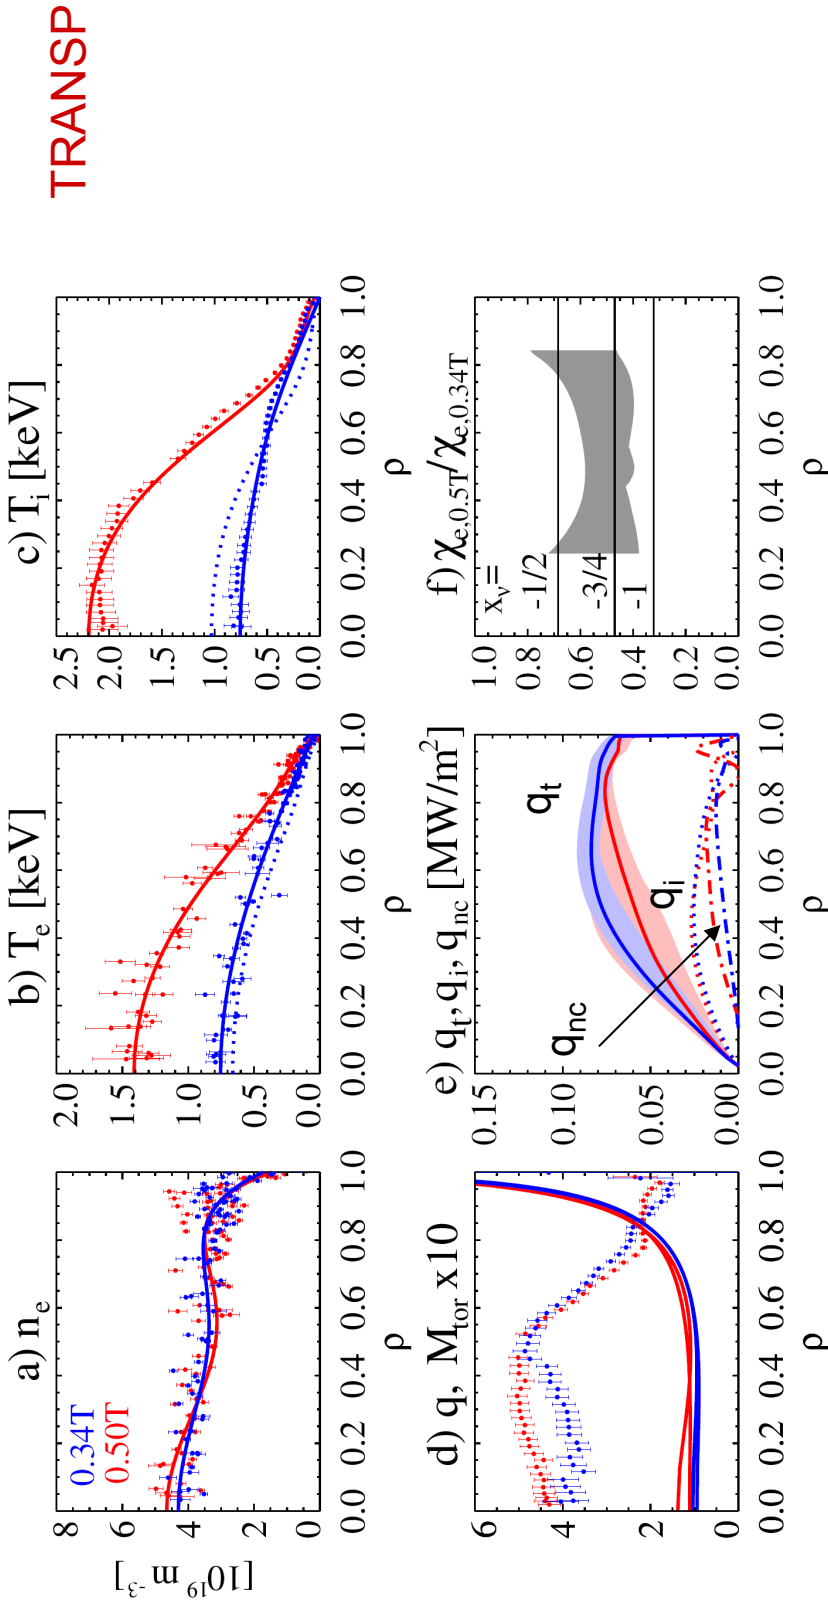 TRANSP
a) n_e
[10^19 m^-3]
0.34T
0.50T
8
6
4
2
0
0.0 0.2 0.4 0.6 0.8 1.0
ρ
b) T_e [keV]
2.0
1.5
1.0
0.5
0.0
0.0 0.2 0.4 0.6 0.8 1.0
ρ
c) T_i [keV]
2.5
2.0
1.5
1.0
0.5
0.0
0.0 0.2 0.4 0.6 0.8 1.0
ρ
d) q, M_tor x10
6
4
2
0
0.0 0.2 0.4 0.6 0.8 1.0
ρ
e) q_t, q_i, q_nc [MW/m^2]
0.15
0.10
0.05
0.00
q_t
q_i
q_nc
0.0 0.2 0.4 0.6 0.8 1.0
ρ
f) χ_e,0.5T/χ_e,0.34T
1.0
0.8
0.6
0.4
0.2
0.0
x_ν=
-1/2
-3/4
-1
0.0 0.2 0.4 0.6 0.8 1.0
ρ